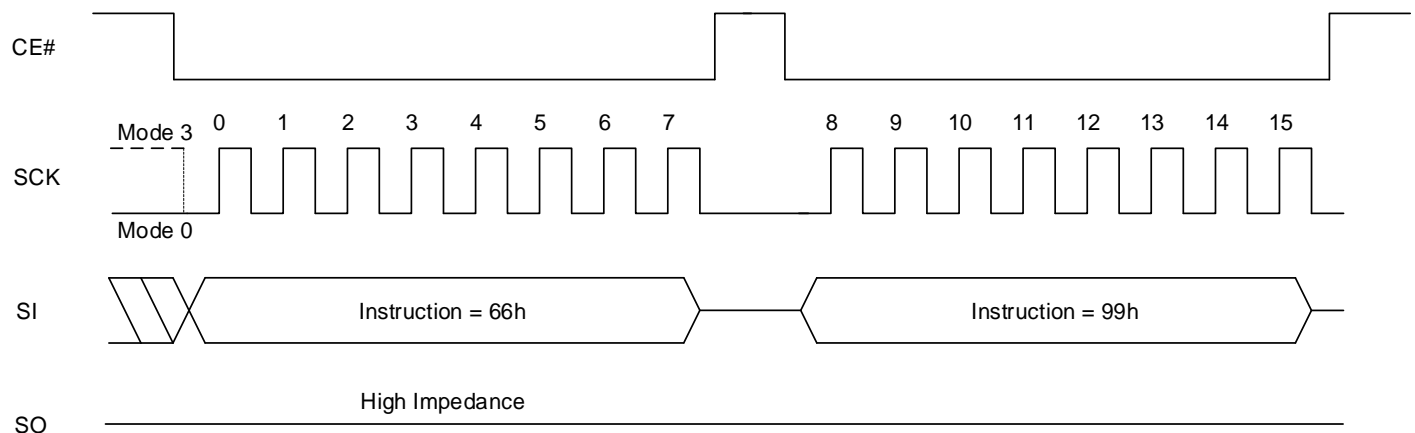 CE#
0 1 2 3 4 5 6 7 8 9 10 11 12 13 14 15
Mode 3
SCK
Mode 0
SI
Instruction = 66h Instruction = 99h
High Impedance
SO